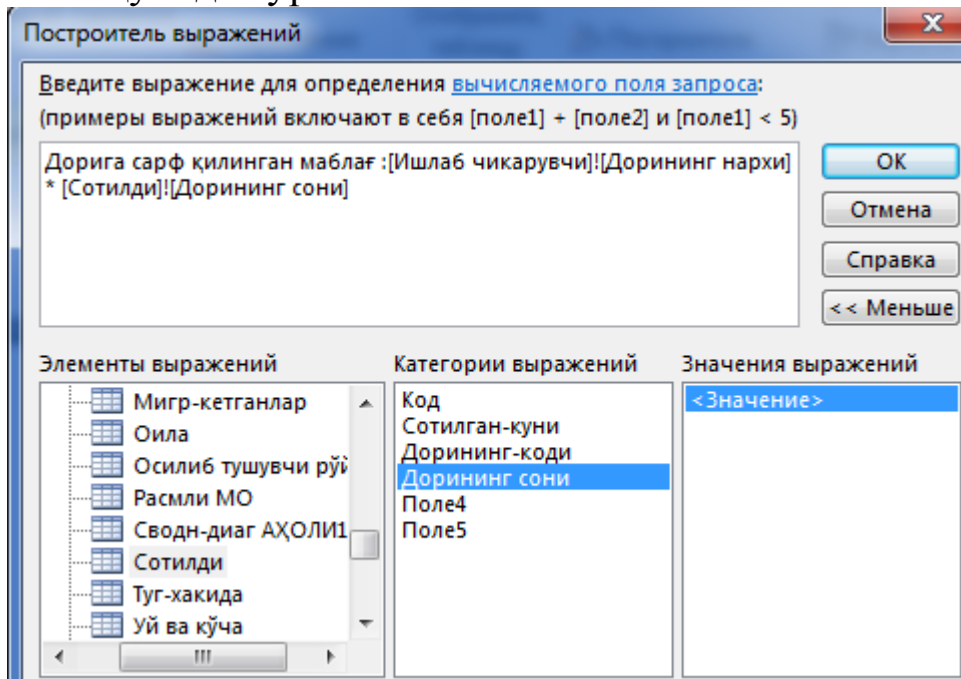 Построитель выражений
Введите выражение для определения вычисляемого поля запроса:
(примеры выражений включают в себя [поле1] + [поле2] и [поле1] < 5)
Дорига сарф қилинган маблағ :[Ишлаб чикарувчи]![Дорининг нархи]
* [Сотилди]![Дорининг сони]
ОК
Отмена
Справка
<< Меньше
Элементы выражений
Мигр-кетганлар
Оила
Осилиб тушувчи рўй
Расмли МО
Сводн-диаг АҲОЛИ1
Сотилди
Туг-хакида
Уй ва кўча
Категории выражений
Код
Сотилган-куни
Дорининг-коди
Дорининг сони
Поле4
Поле5
Значения выражений
<Значение>